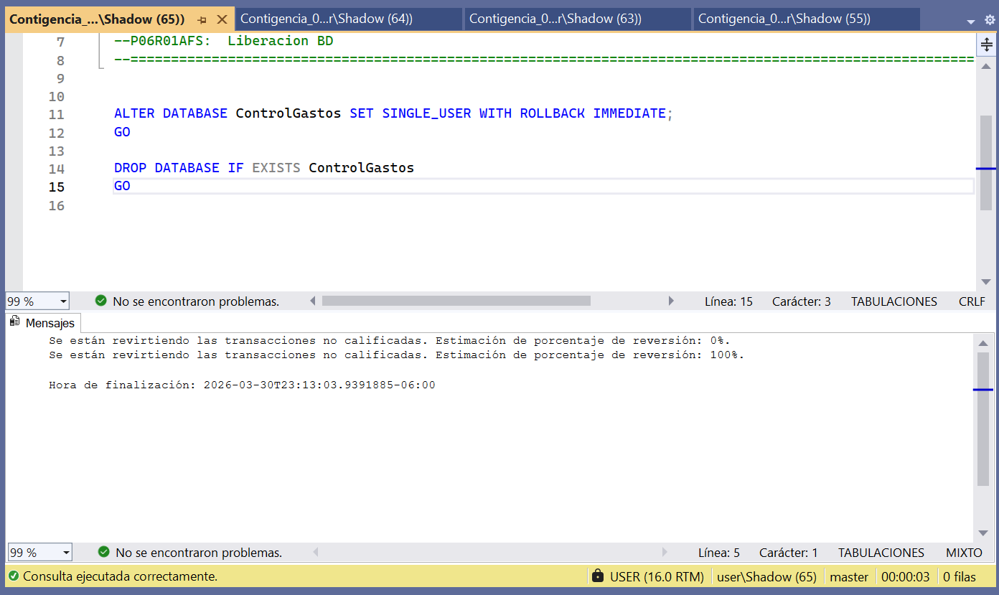 Contigencia_...\Shadow (65))
Contigencia_0...r\Shadow (64))
Contigencia_0...r\Shadow (63))
Contigencia_0...r\Shadow (55))
7 --P06R01AFS:  Liberacion BD
8 --========================================================================================================
9
10
11 ALTER DATABASE ControlGastos SET SINGLE_USER WITH ROLLBACK IMMEDIATE;
12 GO
13
14 DROP DATABASE IF EXISTS ControlGastos
15 GO
16
99 % No se encontraron problemas. Línea: 15 Carácter: 3 TABULACIONES CRLF
Mensajes
Se están revirtiendo las transacciones no calificadas. Estimación de porcentaje de reversión: 0%.
Se están revirtiendo las transacciones no calificadas. Estimación de porcentaje de reversión: 100%.
Hora de finalización: 2026-03-30T23:13:03.9391885-06:00
99 % No se encontraron problemas. Línea: 5 Carácter: 1 TABULACIONES MIXTO
Consulta ejecutada correctamente. USER (16.0 RTM) user\Shadow (65) master 00:00:03 0 filas